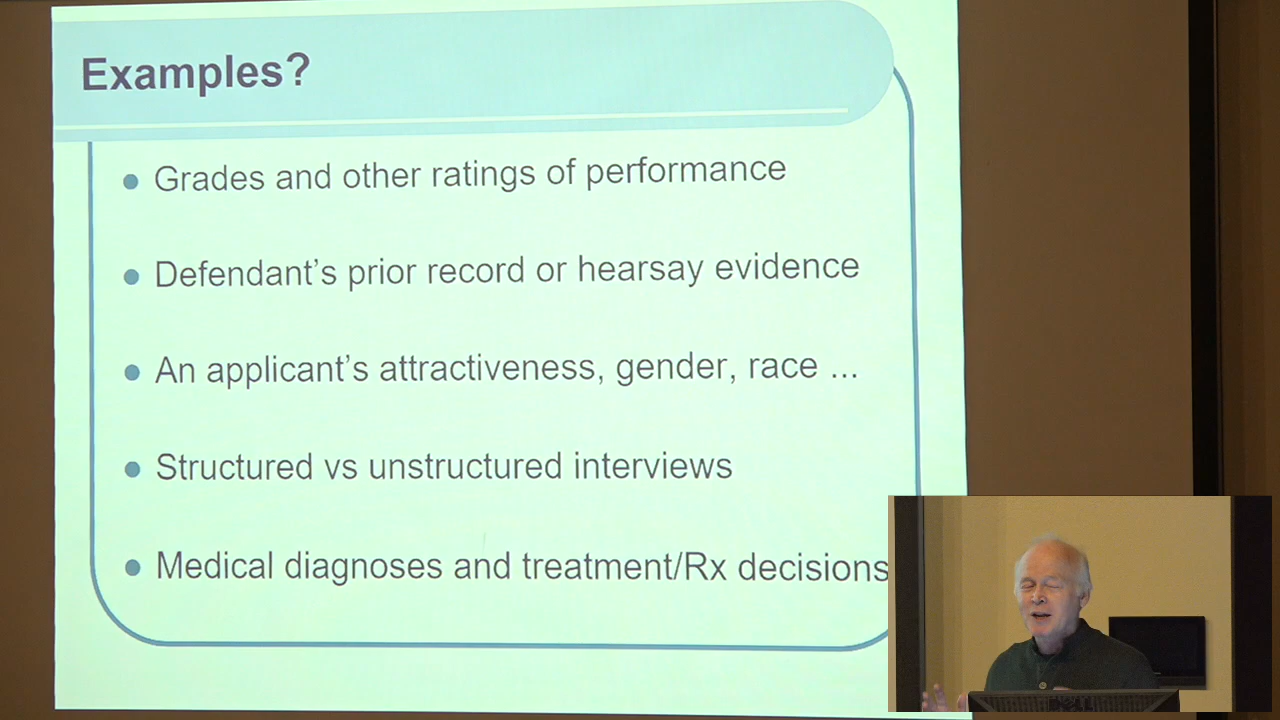 Examples?
Grades and other ratings of performance
Defendant's prior record or hearsay evidence
An applicant's attractiveness, gender, race ...
Structured vs unstructured interviews
Medical diagnoses and treatment/Rx decisions
DELL